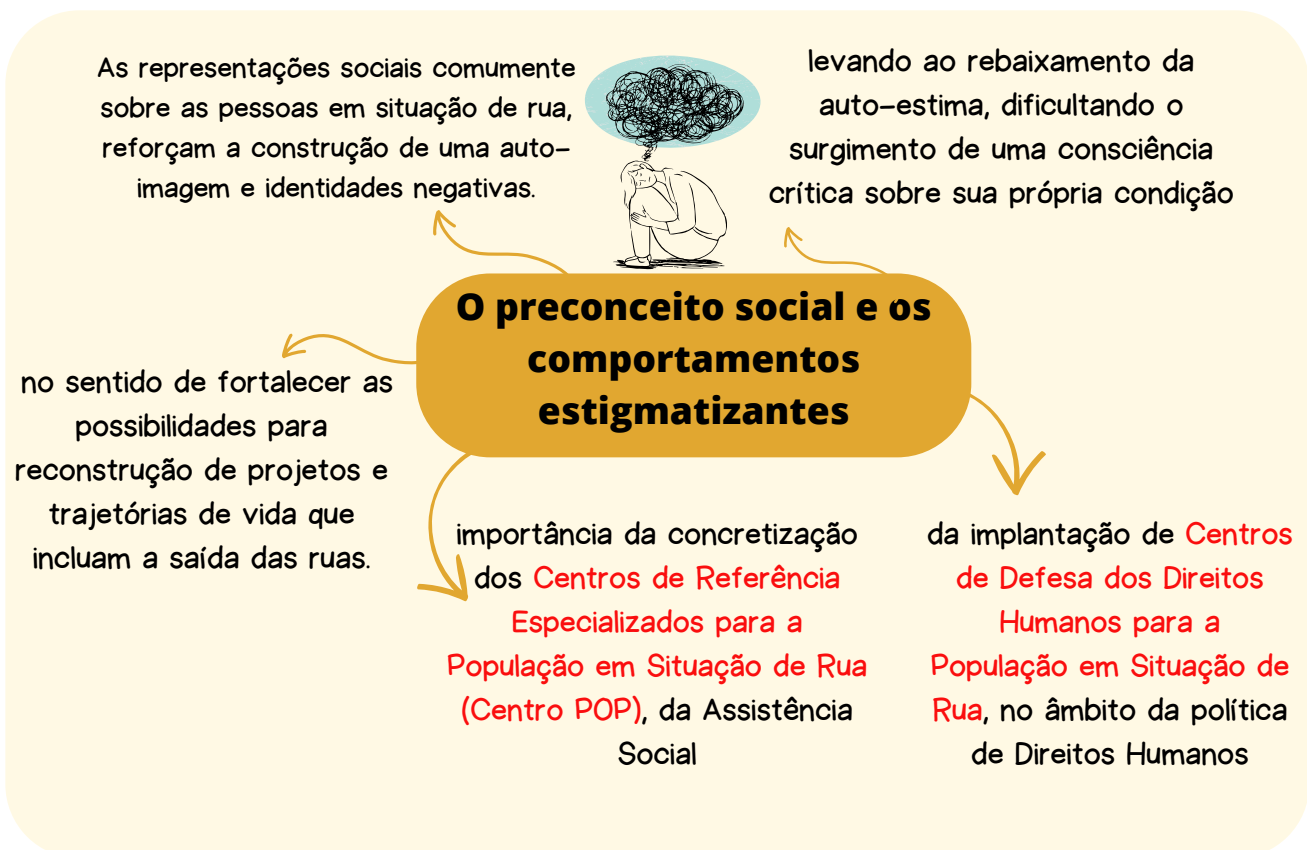 As representações sociais comumente
sobre as pessoas em situação de rua,
reforçam a construção de uma auto-
imagem e identidades negativas.
levando ao rebaixamento da
auto-estima, dificultando o
surgimento de uma consciência
crítica sobre sua própria condição
O preconceito social e os
comportamentos
estigmatizantes
no sentido de fortalecer as
possibilidades para
reconstrução de projetos e
trajetórias de vida que
incluam a saída das ruas.
importância da concretização
dos Centros de Referência
Especializados para a
População em Situação de Rua
(Centro POP), da Assistência
Social
da implantação de Centros
de Defesa dos Direitos
Humanos para a
População em Situação de
Rua, no âmbito da política
de Direitos Humanos